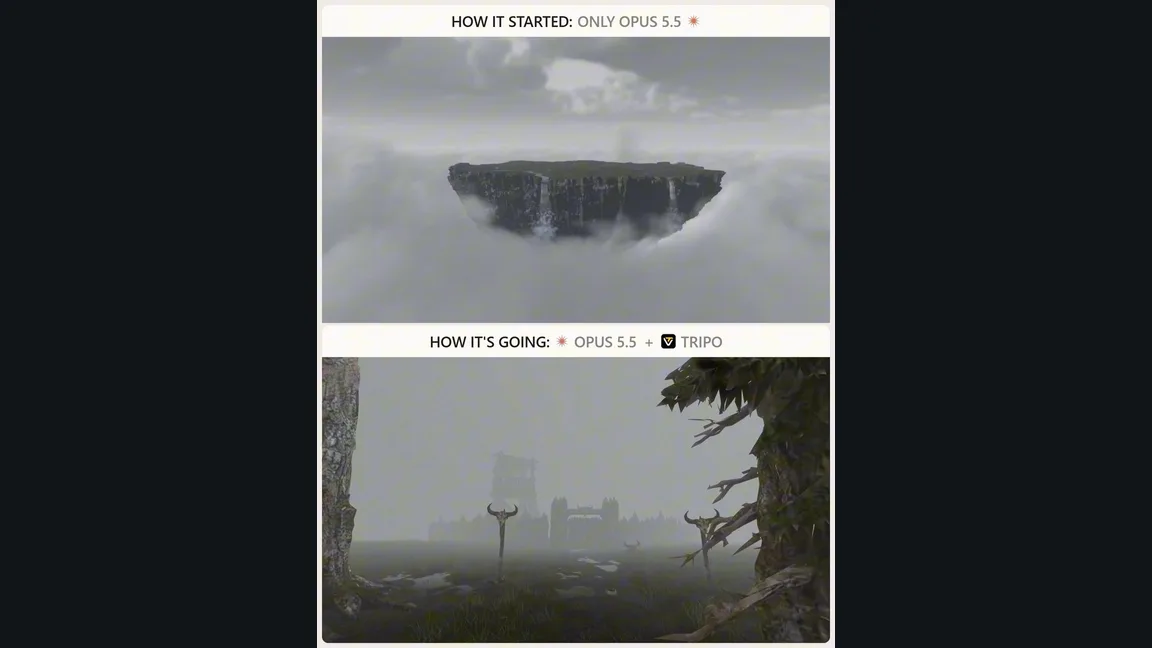 HOW IT STARTED: ONLY OPUS 5.5
HOW IT'S GOING: OPUS 5.5 + TRIPO